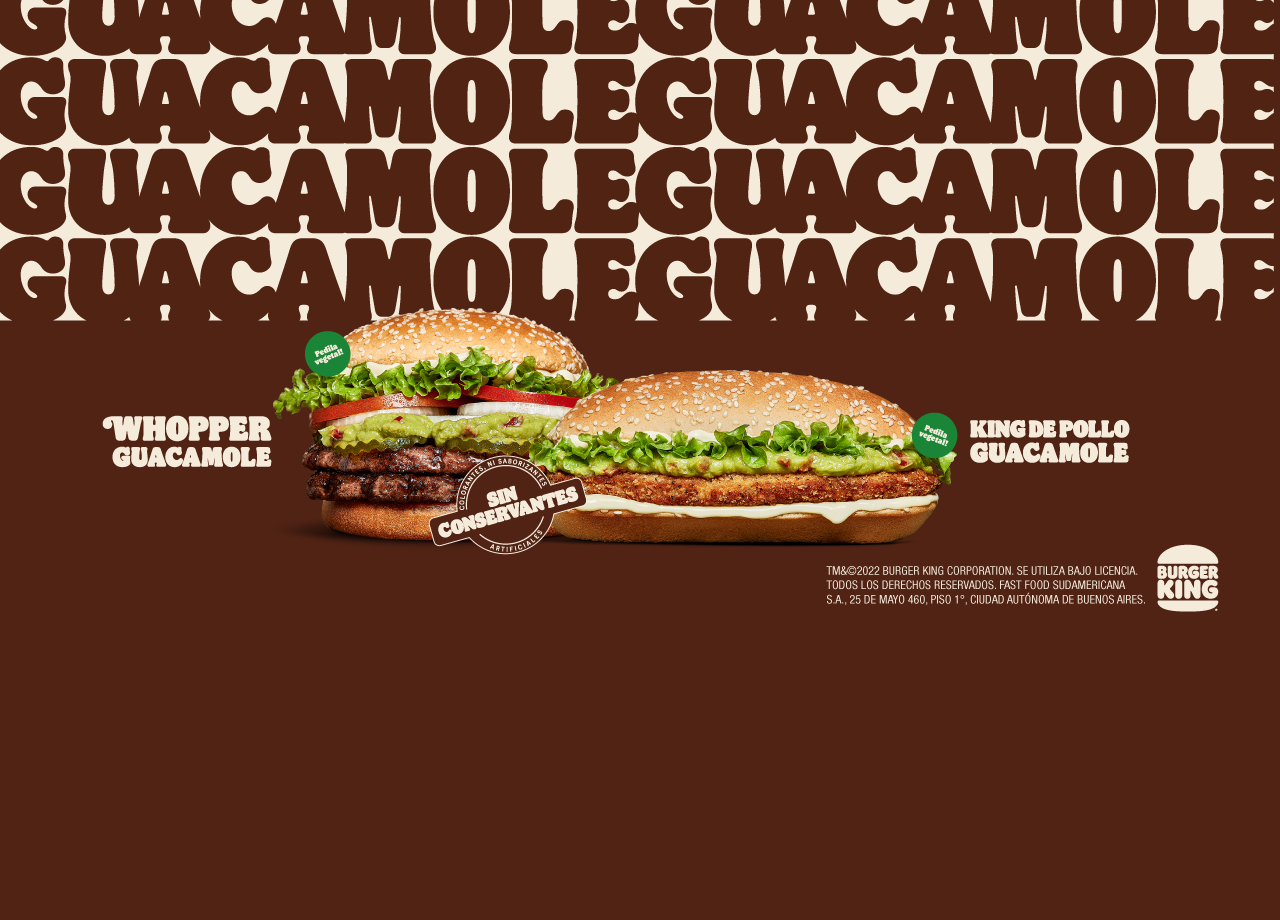 GUACAMOLEGUACAMOLE
GUACAMOLEGUACAMOLE
GUACAMOLEGUACAMOLE
GUACAMOLEGUACAMOLE
Pedila
vegetal!
WHOPPER
GUACAMOLE
Pedila
vegetal!
KING DE POLLO
GUACAMOLE
COLORANTES, NI SABORIZANTES
SIN
CONSERVANTES
ARTIFICIALES
TM&©2022 BURGER KING CORPORATION. SE UTILIZA BAJO LICENCIA.
TODOS LOS DERECHOS RESERVADOS. FAST FOOD SUDAMERICANA
S.A., 25 DE MAYO 460, PISO 1°, CIUDAD AUTÓNOMA DE BUENOS AIRES.
BURGER
KING